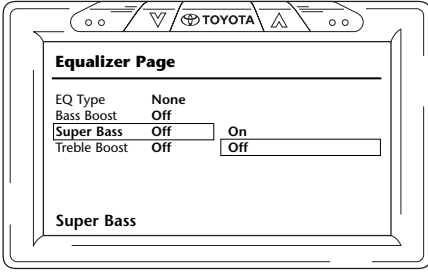 TOYOTA
Equalizer Page
EQ Type None
Bass Boost Off
Super Bass Off On
Treble Boost Off Off
Super Bass